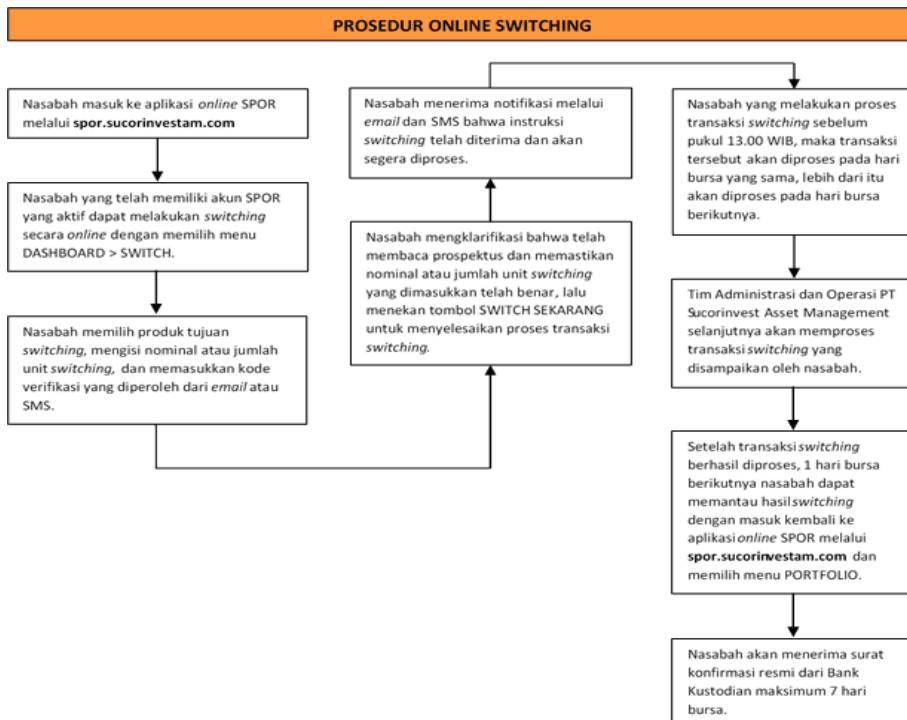 PROSEDUR ONLINE SWITCHING
Nasabah masuk ke aplikasi online SPOR
melalui spor.sucorinvestam.com
Nasabah yang telah memiliki akun SPOR
yang aktif dapat melakukan switching
secara online dengan memilih menu
DASHBOARD > SWITCH.
Nasabah memilih produk tujuan
switching, mengisi nominal atau jumlah
unit switching, dan memasukkan kode
verifikasi yang diperoleh dari email atau
SMS.
Nasabah mengklarifikasi bahwa telah
membaca prospektus dan memastikan
nominal atau jumlah unit switching
yang dimasukkan telah benar, lalu
menekan tombol SWITCH SEKARANG
untuk menyelesaikan proses transaksi
switching.
Nasabah menerima notifikasi melalui
email dan SMS bahwa instruksi
switching telah diterima dan akan
segera diproses.
Nasabah yang melakukan proses
transaksi switching sebelum
pukul 13.00 WIB, maka transaksi
tersebut akan diproses pada hari
bursa yang sama, lebih dari itu
akan diproses pada hari bursa
berikutnya.
Tim Administrasi dan Operasi PT
Sucorinvest Asset Management
selanjutnya akan memproses
transaksi switching yang
disampaikan oleh nasabah.
Setelah transaksi switching
berhasil diproses, 1 hari bursa
berikutnya nasabah dapat
memantau hasil switching
dengan masuk kembali ke
aplikasi online SPOR melalui
spor.sucorinvestam.com dan
memilih menu PORTFOLIO.
Nasabah akan menerima surat
konfirmasi resmi dari Bank
Kustodian maksimum 7 hari
bursa.